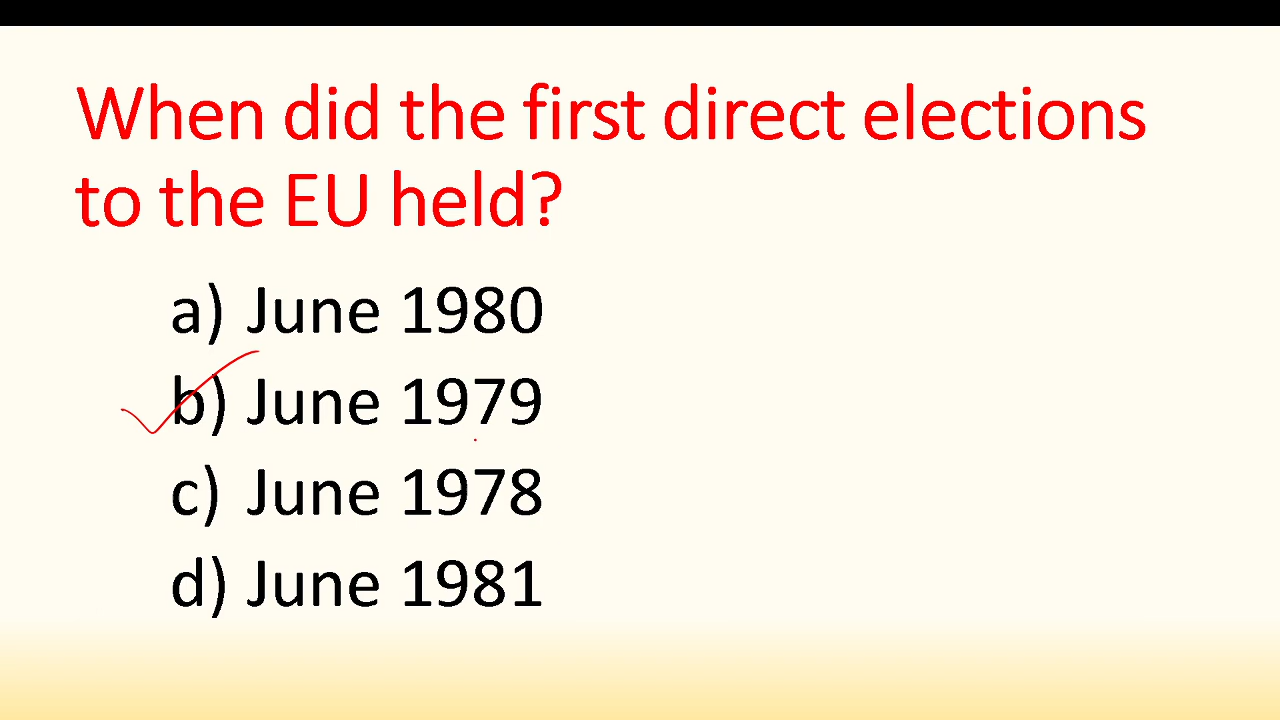 When did the first direct elections
to the EU held?
a) June 1980
b) June 1979
c) June 1978
d) June 1981